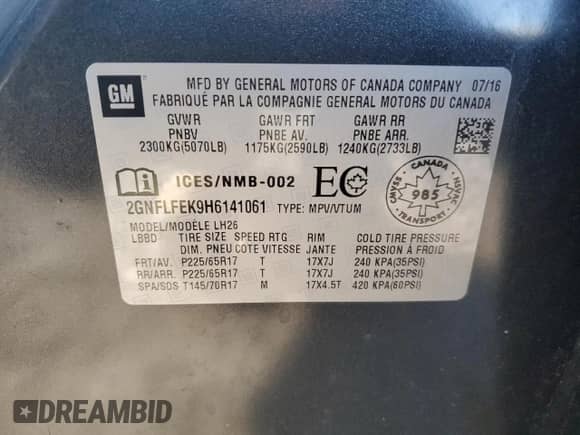 GM
MFD BY GENERAL MOTORS OF CANADA COMPANY 07/16
FABRIQUÉ PAR LA COMPAGNIE GENERAL MOTORS DU CANADA
GVWR GAWR FRT GAWR RR
PNBV PNBE AV. PNBE ARR.
2300KG(5070LB) 1175KG(2590LB) 1240KG(2733LB)
ICES/NMB-002 EC
CANADA
CMVSS 985 NSVAC
TRANSPORT
2GNFLFEK9H6141061 TYPE: MPV/VTUM
MODEL/MODÈLE LH26
LBBD TIRE SIZE SPEED RTG RIM COLD TIRE PRESSURE
DIM. PNEU COTE VITESSE JANTE PRESSION À FROID
FRT/AV. P225/65R17 T 17X7J 240 KPA(35PSI)
RR/ARR. P225/65R17 T 17X7J 240 KPA(35PSI)
SPA/SDS T145/70R17 M 17X4.5T 420 KPA(60PSI)
DREAMBID